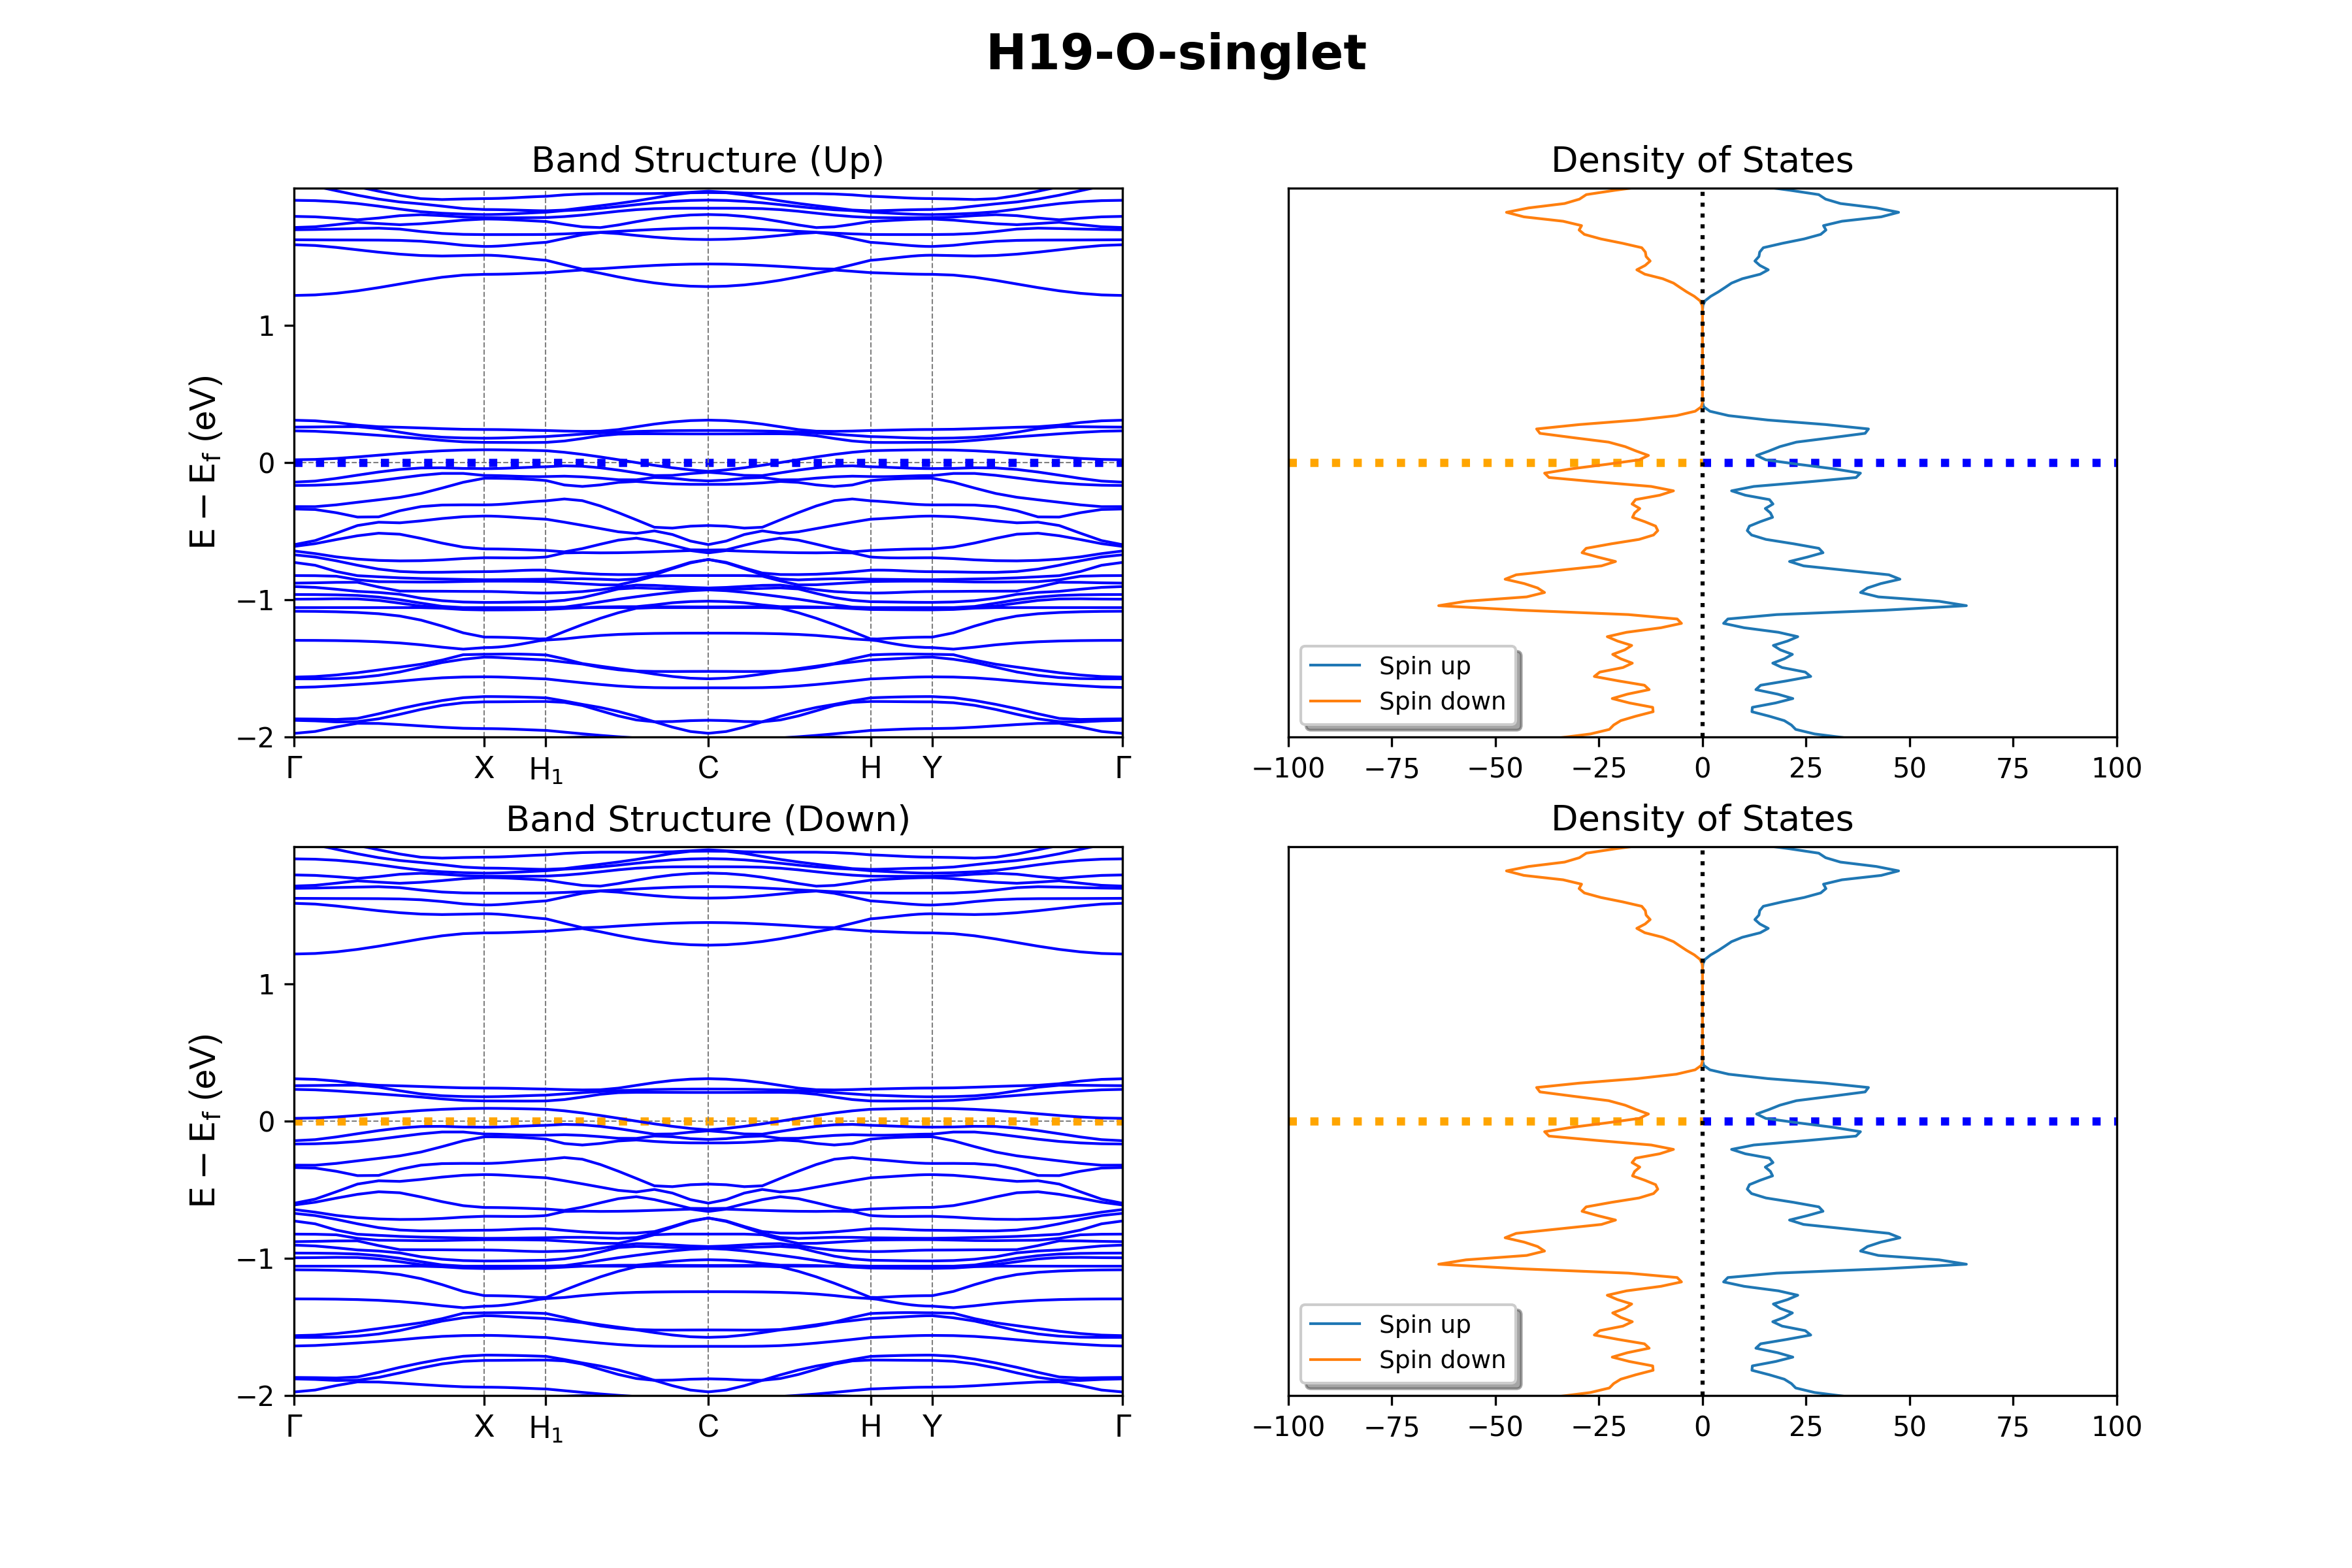 H19-O-singlet
Band Structure (Up)
Density of States
E − E_f (eV)
1
0
−1
−2
Γ X H₁ C H Y Γ
Spin up
Spin down
−100 −75 −50 −25 0 25 50 75 100
Band Structure (Down)
Density of States
E − E_f (eV)
1
0
−1
−2
Γ X H₁ C H Y Γ
Spin up
Spin down
−100 −75 −50 −25 0 25 50 75 100